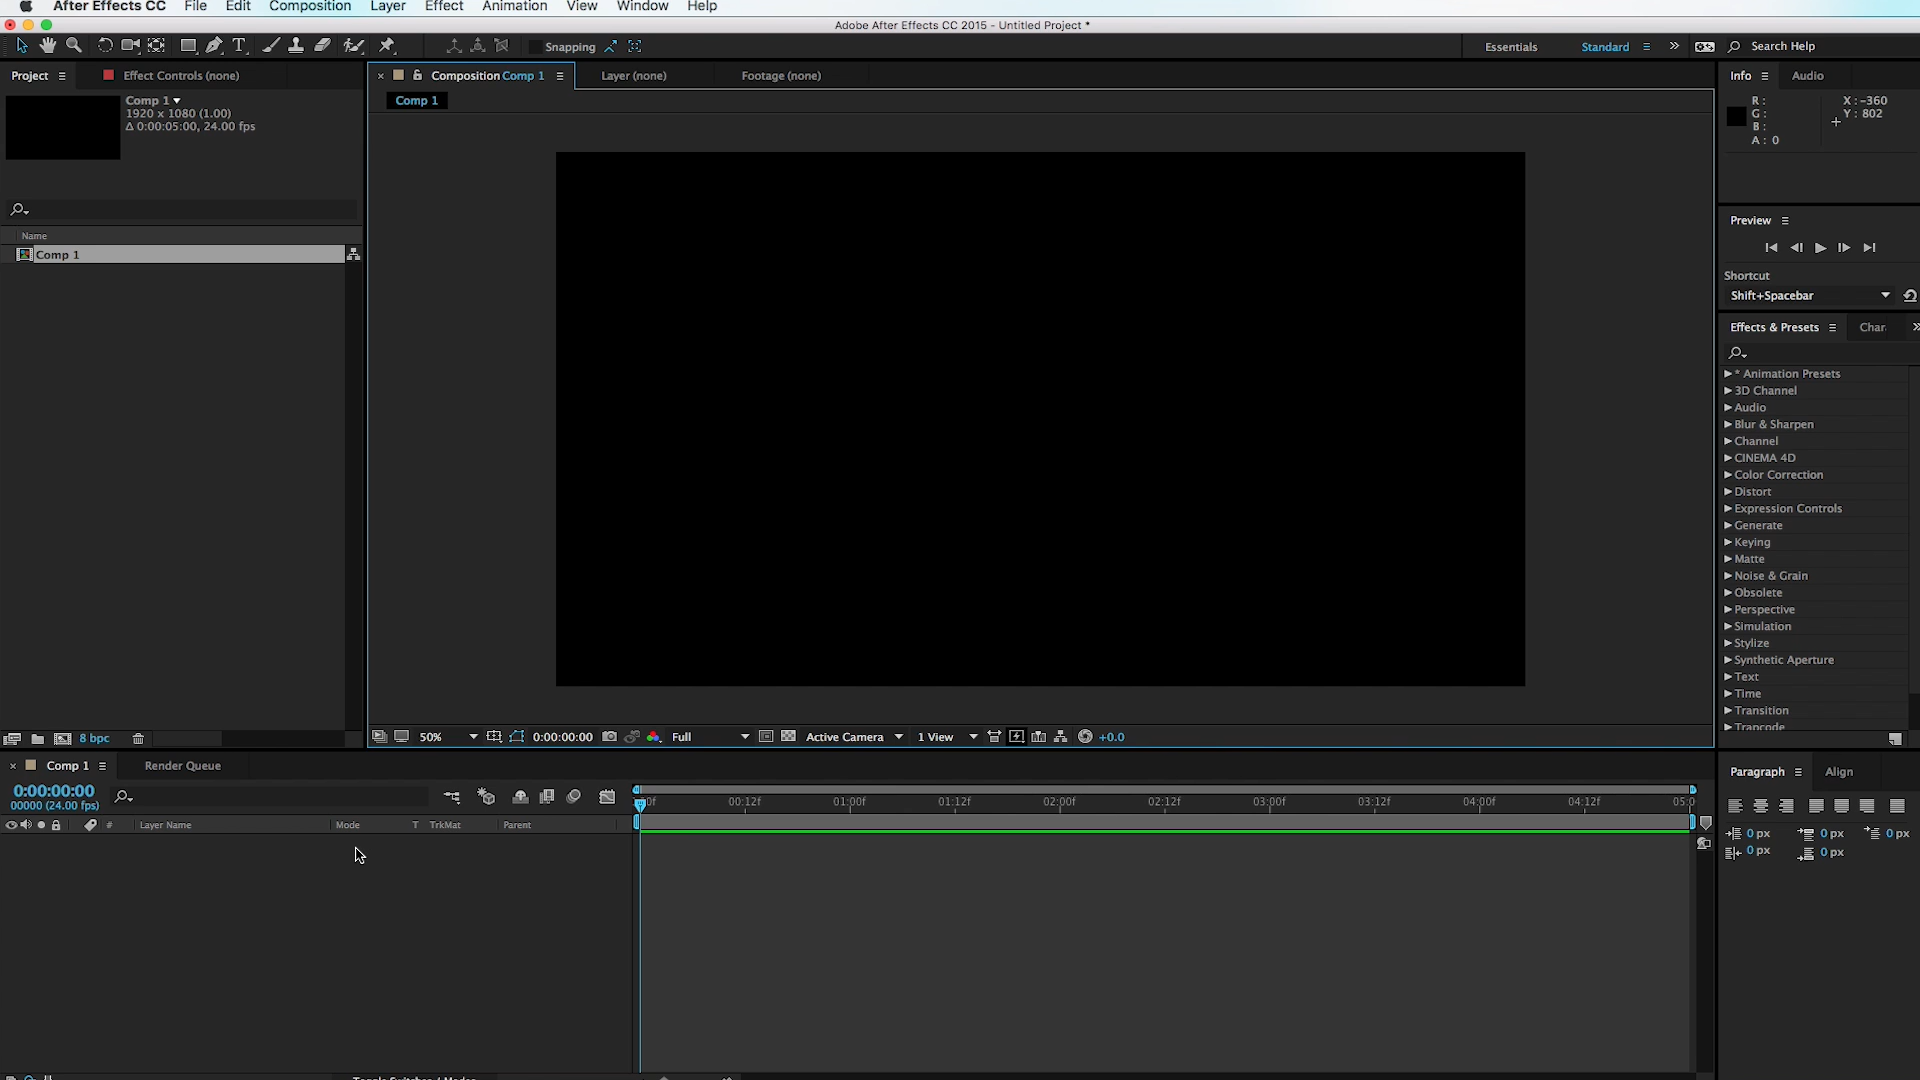 After Effects CC File Edit Composition Layer Effect Animation View Window Help
Adobe After Effects CC 2015 - Untitled Project *
T Snapping Essentials Standard Search Help
Project Effect Controls (none)
Composition Comp 1 Layer (none) Footage (none)
Info Audio
Comp 1
1920 x 1080 (1.00)
Δ 0:00:05:00, 24.00 fps
Comp 1
R:
G:
B:
A: 0
X: -360
Y: 802
Preview
Shortcut
Shift+Spacebar
Name
Comp 1
Effects & Presets Char
* Animation Presets
3D Channel
Audio
Blur & Sharpen
Channel
CINEMA 4D
Color Correction
Distort
Expression Controls
Generate
Keying
Matte
Noise & Grain
Obsolete
Perspective
Simulation
Stylize
Synthetic Aperture
Text
Time
Transition
Trapcode
8 bpc
50% 0:00:00:00 Full Active Camera 1 View +0.0
Comp 1 Render Queue
0:00:00:00
00000 (24.00 fps)
00:12f 01:00f 01:12f 02:00f 02:12f 03:00f 03:12f 04:00f 04:12f 05:0
# Layer Name Mode T TrkMat Parent
Paragraph Align
0 px 0 px 0 px
0 px 0 px
Toggle Switches / Modes